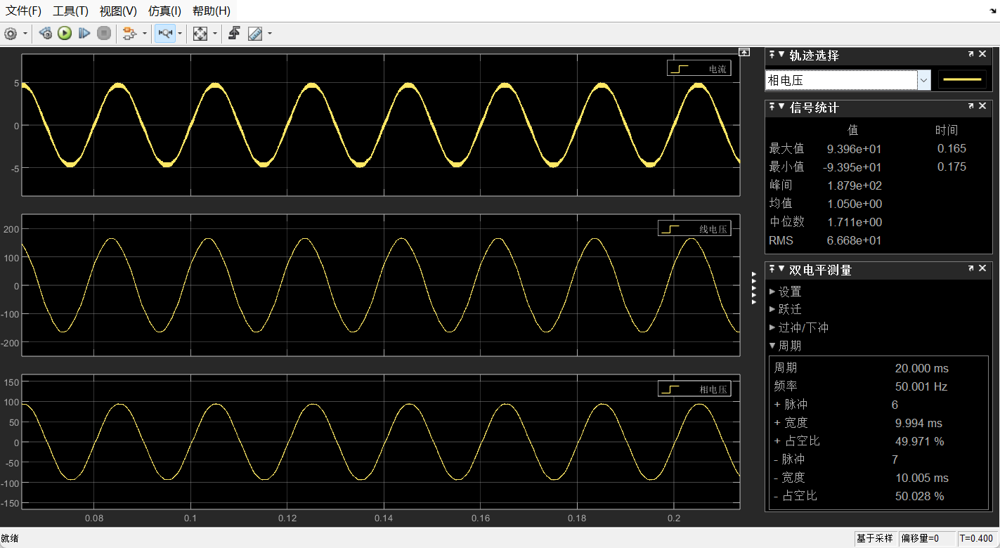 文件(F) 工具(T) 视图(V) 仿真(I) 帮助(H)
电流
5
0
-5
线电压
200
100
0
-100
-200
相电压
150
100
50
0
-50
-100
-150
0.08 0.1 0.12 0.14 0.16 0.18 0.2
轨迹选择
相电压
信号统计
值 时间
最大值 9.396e+01 0.165
最小值 -9.395e+01 0.175
峰间 1.879e+02
均值 1.050e+00
中位数 1.711e+00
RMS 6.668e+01
双电平测量
设置
跃迁
过冲/下冲
周期
周期 20.000 ms
频率 50.001 Hz
+ 脉冲 6
+ 宽度 9.994 ms
+ 占空比 49.971 %
- 脉冲 7
- 宽度 10.005 ms
- 占空比 50.028 %
就绪 基于采样 偏移量=0 T=0.400